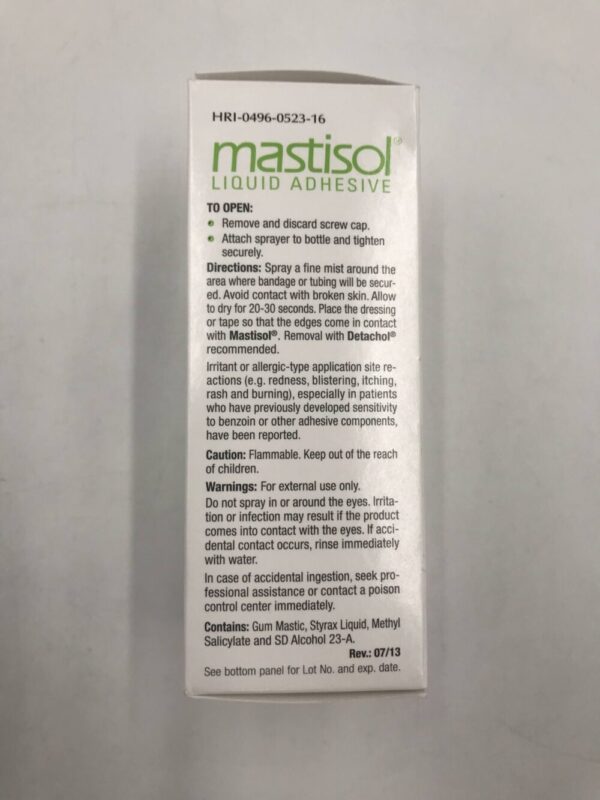 HRI-0496-0523-16
mastisol®
LIQUID ADHESIVE
TO OPEN:
• Remove and discard screw cap.
• Attach sprayer to bottle and tighten
securely.
Directions: Spray a fine mist around the
area where bandage or tubing will be secur-
ed. Avoid contact with broken skin. Allow
to dry for 20-30 seconds. Place the dressing
or tape so that the edges come in contact
with Mastisol®. Removal with Detachol®
recommended.
Irritant or allergic-type application site re-
actions (e.g. redness, blistering, itching,
rash and burning), especially in patients
who have previously developed sensitivity
to benzoin or other adhesive components,
have been reported.
Caution: Flammable. Keep out of the reach
of children.
Warnings: For external use only.
Do not spray in or around the eyes. Irrita-
tion or infection may result if the product
comes into contact with the eyes. If acci-
dental contact occurs, rinse immediately
with water.
In case of accidental ingestion, seek pro-
fessional assistance or contact a poison
control center immediately.
Contains: Gum Mastic, Styrax Liquid, Methyl
Salicylate and SD Alcohol 23-A.
Rev.: 07/13
See bottom panel for Lot No. and exp. date.